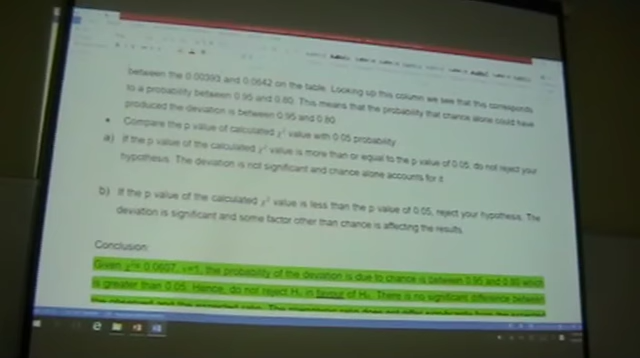 between the 0.00393 and 0.0642 on the table. Looking up this column we see that this corresponds
to a probability between 0.95 and 0.80. This means that the probability that chance alone could have
produced the deviation is between 0.95 and 0.80.
• Compare the p value of calculated χ² value with 0.05 probability
a) If the p value of the calculated χ² value is more than or equal to the p value of 0.05, do not reject your
hypothesis. The deviation is not significant and chance alone accounts for it.
b) If the p value of the calculated χ² value is less than the p value of 0.05, reject your hypothesis. The
deviation is significant and some factor other than chance is affecting the results.
Conclusion:
Given χ²= 0.0607, v=1, the probability of the deviation is due to chance is between 0.95 and 0.80 which
is greater than 0.05. Hence, do not reject H₀ in favour of H₁. There is no significant difference between
the observed and the expected